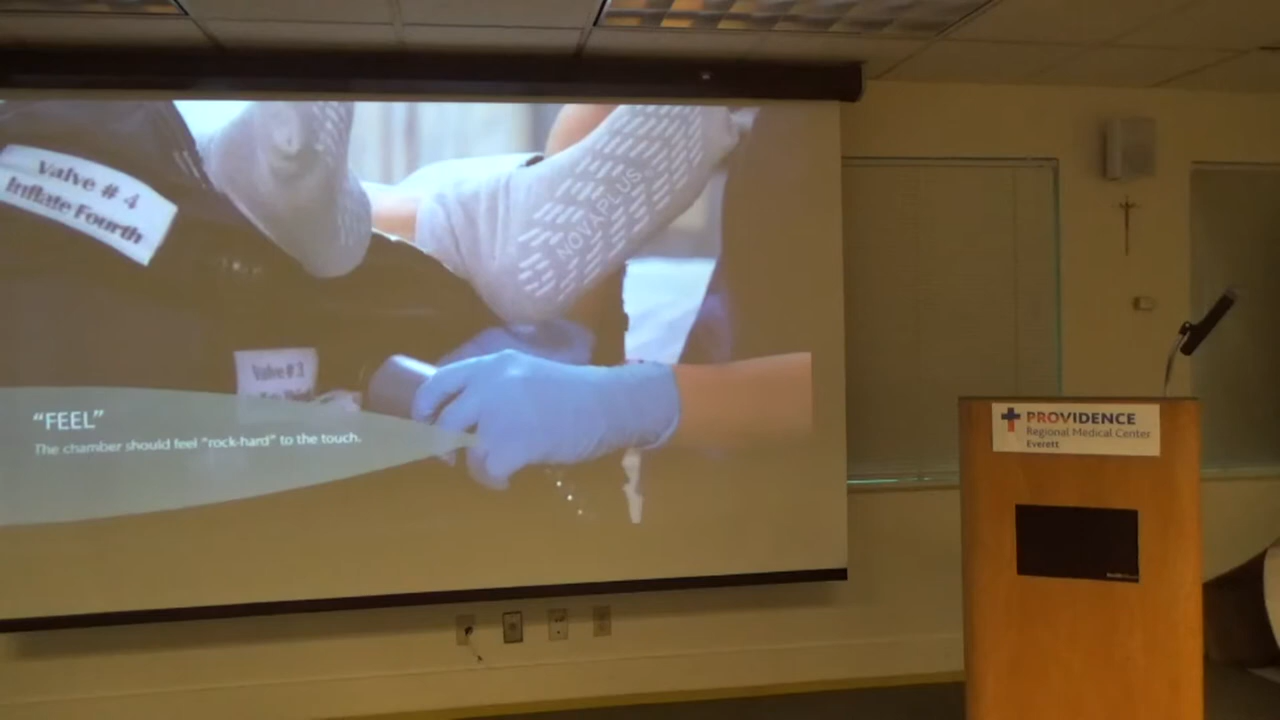 Valve # 4
Inflate Fourth
NOVAPLUS
Valve # 3
"FEEL"
The chamber should feel "rock-hard" to the touch.
PROVIDENCE
Regional Medical Center
Everett